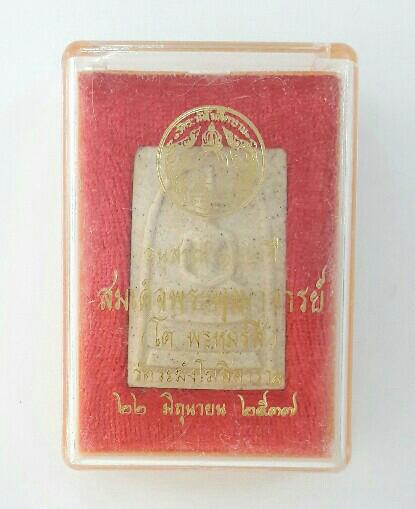 สมเด็จพระพุฒาจารย์
(โต พรหมรังสี)
วัดระฆังโฆสิตาราม
๒๒ มิถุนายน ๒๕๓๗